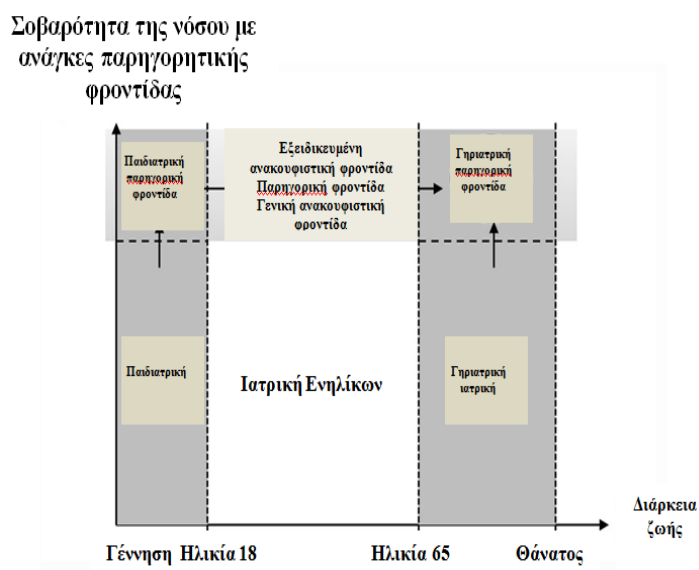 Σοβαρότητα της νόσου με
ανάγκες παρηγορητικής
φροντίδας
Παιδιατρική
παρηγορική
φροντίδα
Εξειδικευμένη
ανακουφιστική φροντίδα
Παρηγορική φροντίδα
Γενική ανακουφιστική
φροντίδα
Γηριατρική
παρηγορική
φροντίδα
Παιδιατρική
Ιατρική Ενηλίκων
Γηριατρική
ιατρική
Διάρκεια
ζωής
Γέννηση Ηλικία 18 Ηλικία 65 Θάνατος